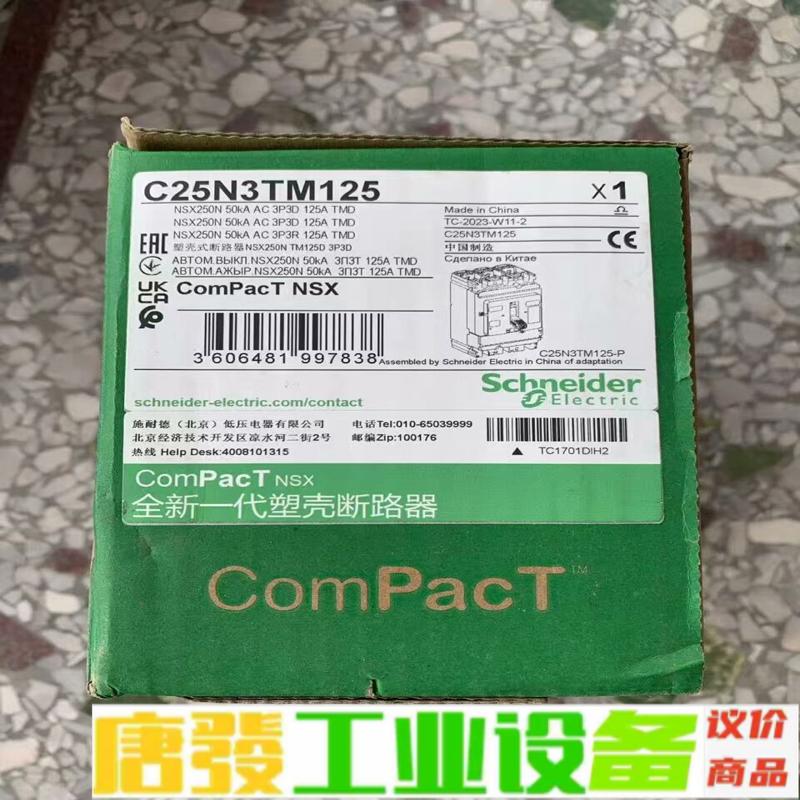 C25N3TM125
X 1
NSX250N 50kA AC 3P3D 125A TMD
NSX250N 50kA AC 3P3D 125A TMD
NSX250N 50kA AC 3P3R 125A TMD
塑壳式断路器NSX250N TM125D 3P3D
АВТОМ.ВЫКЛ.NSX250N 50kA 3П3Т 125A TMD
АВТОМ.АЖЫР.NSX250N 50kA 3П3Т 125A TMD
Made in China
TC-2023-W11-2
C25N3TM125
中国制造
Сделано в Китае
EAC
UK
CA
CE
ComPacT NSX
3 606481 997838
C25N3TM125-P
Assembled by Schneider Electric in China of adaptation
schneider-electric.com/contact
Schneider
Electric
施耐德（北京）低压电器有限公司
北京经济技术开发区凉水河二街2号
热线 Help Desk:4008101315
电话Tel:010-65039999
邮编Zip:100176
▲ TC1701DIH2
ComPacT NSX
全新一代塑壳断路器
ComPacT™
唐發工业设备
议价
商品